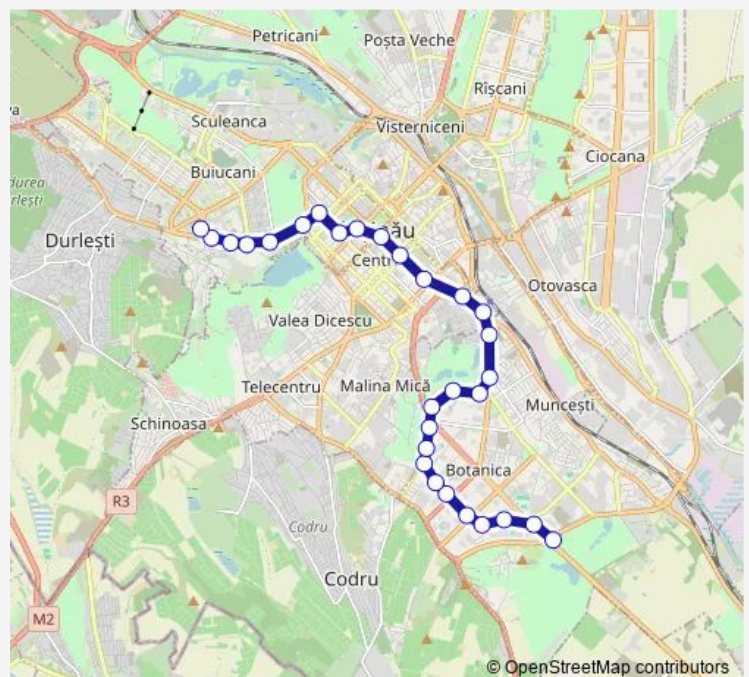 Petricani
Poșta Veche
Rîșcani
Sculeanca
Visterniceni
Ciocana
Buiucani
Durlești
Centr
Otovasca
Valea Dicescu
Telecentru
Malina Mică
Muncești
Schinoasa
Botanica
R3
Codru
Codru
M2
© OpenStreetMap contributors